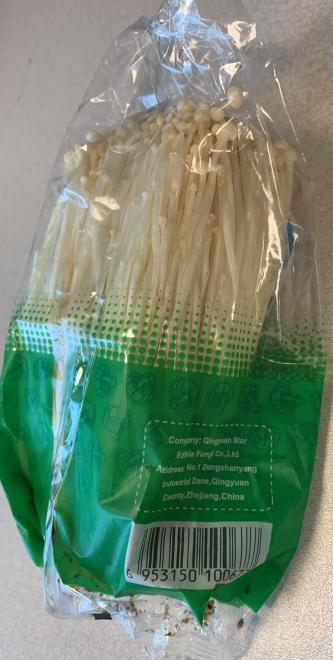 Company: Qingyuan Star
Edible Fungi Co.,Ltd
Address No.1 Dongshanyang
Industrial Zone,Qingyuan
County,Zhejiang,China
6 953150 1006